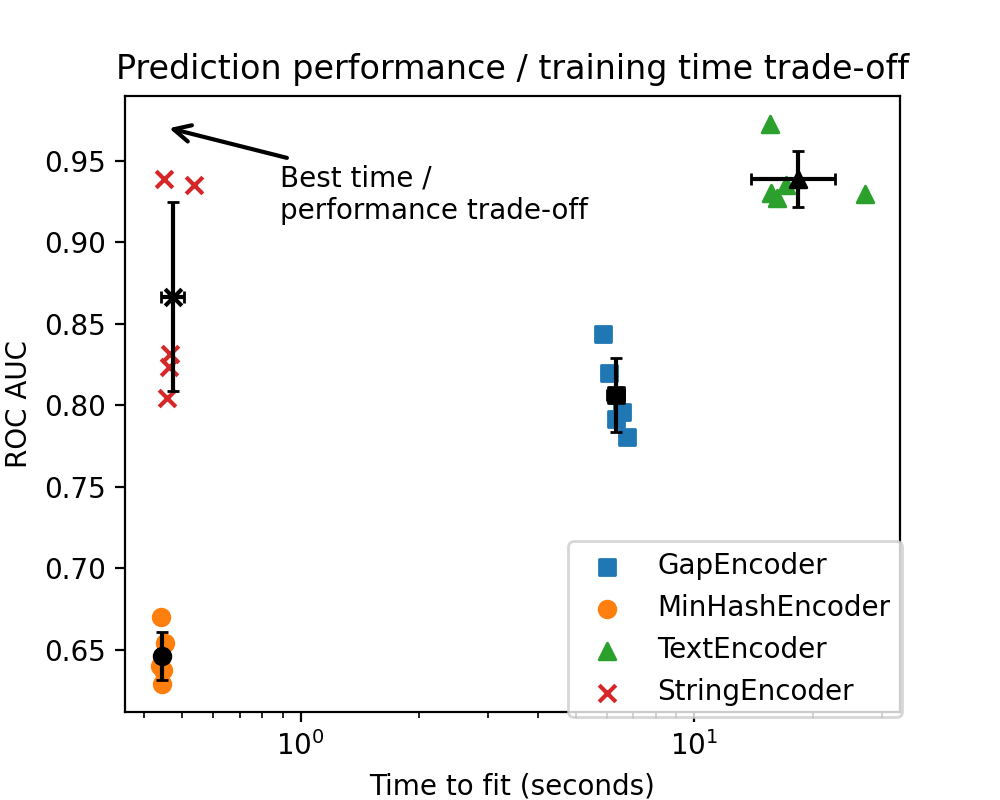 Prediction performance / training time trade-off
0.95
0.90
0.85
0.80
0.75
0.70
0.65
ROC AUC
Best time /
performance trade-off
GapEncoder
MinHashEncoder
TextEncoder
StringEncoder
10⁰
10¹
Time to fit (seconds)